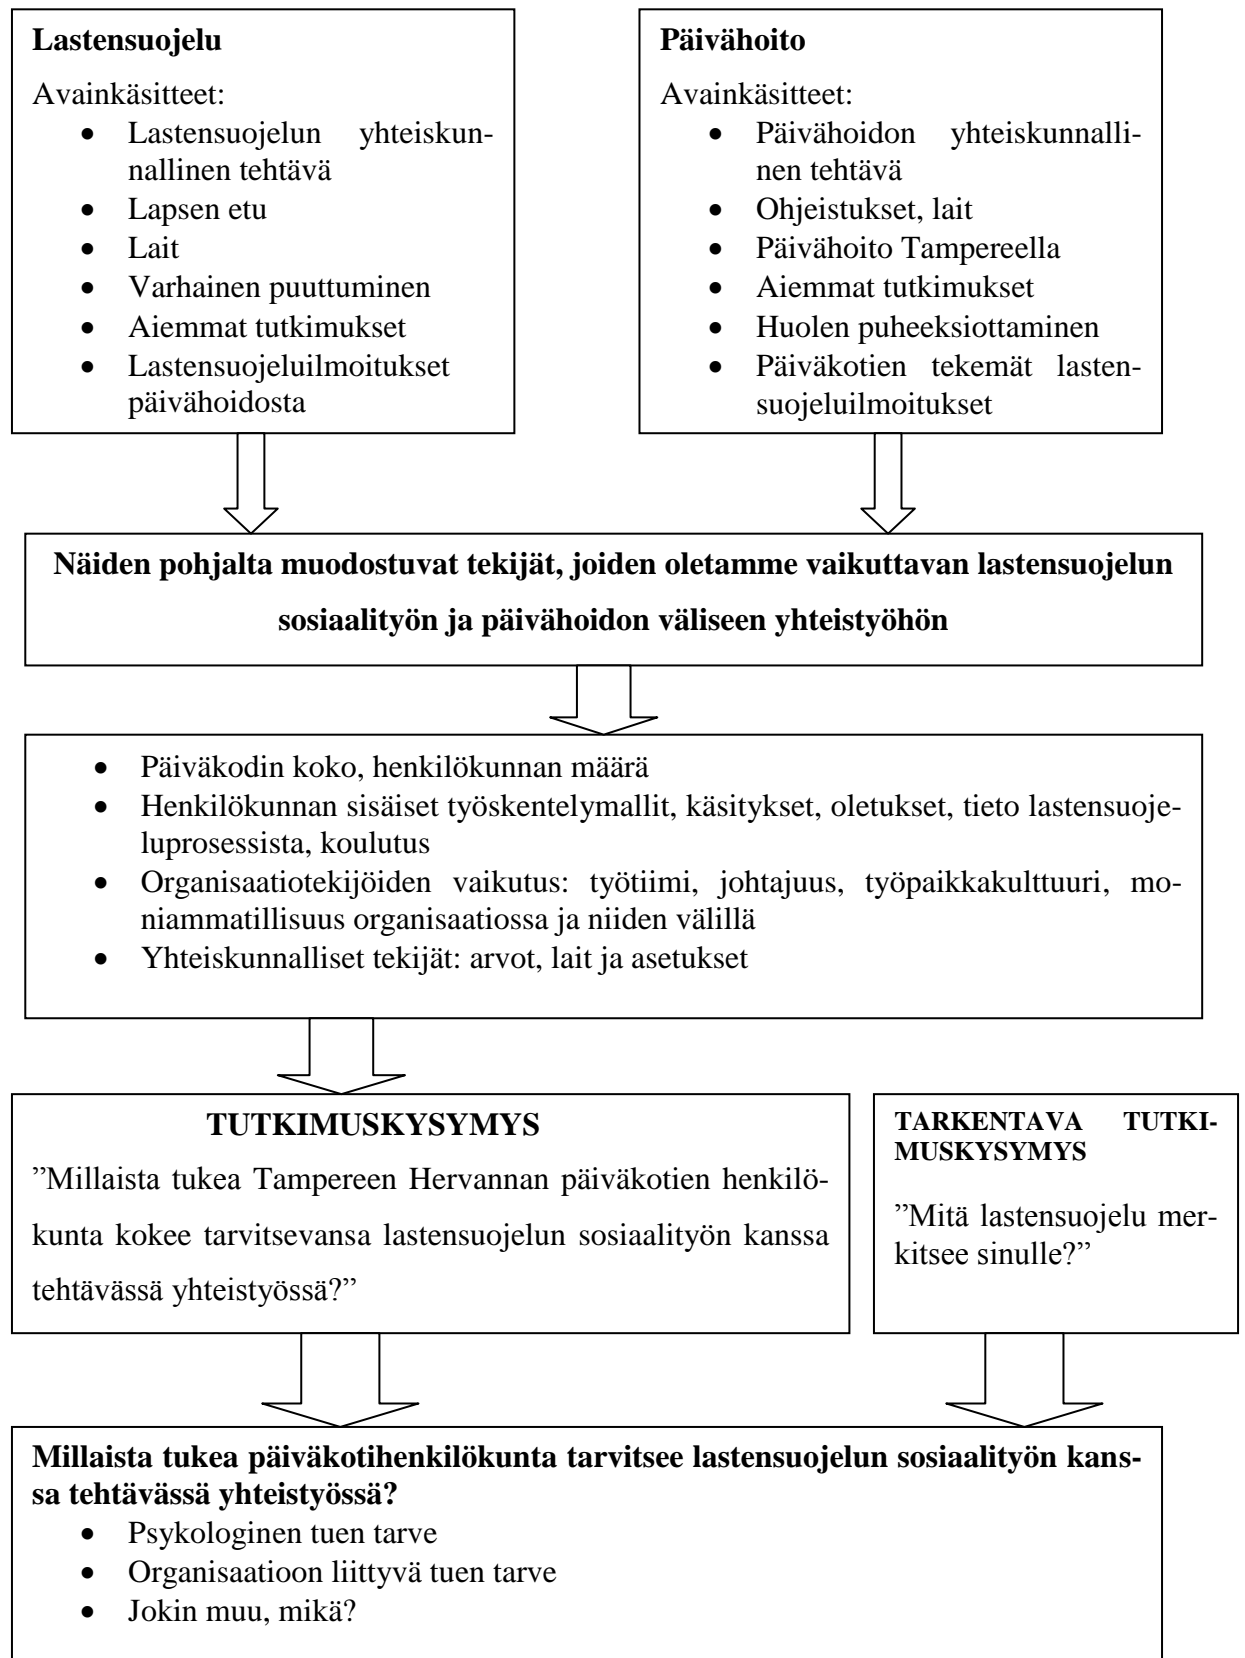 Lastensuojelu
Avainkäsitteet:
• Lastensuojelun yhteiskun-
nallinen tehtävä
• Lapsen etu
• Lait
• Varhainen puuttuminen
• Aiemmat tutkimukset
• Lastensuojeluilmoitukset
päivähoidosta
Päivähoito
Avainkäsitteet:
• Päivähoidon yhteiskunnalli-
nen tehtävä
• Ohjeistukset, lait
• Päivähoito Tampereella
• Aiemmat tutkimukset
• Huolen puheeksiottaminen
• Päiväkotien tekemät lasten-
suojeluilmoitukset
Näiden pohjalta muodostuvat tekijät, joiden oletamme vaikuttavan lastensuojelun
sosiaalityön ja päivähoidon väliseen yhteistyöhön
• Päiväkodin koko, henkilökunnan määrä
• Henkilökunnan sisäiset työskentelymallit, käsitykset, oletukset, tieto lastensuoje-
luprosessista, koulutus
• Organisaatiotekijöiden vaikutus: työtiimi, johtajuus, työpaikkakulttuuri, mo-
niammatillisuus organisaatiossa ja niiden välillä
• Yhteiskunnalliset tekijät: arvot, lait ja asetukset
TUTKIMUSKYSYMYS
”Millaista tukea Tampereen Hervannan päiväkotien henkilö-
kunta kokee tarvitsevansa lastensuojelun sosiaalityön kanssa
tehtävässä yhteistyössä?”
TARKENTAVA TUTKI-
MUSKYSYMYS
”Mitä lastensuojelu mer-
kitsee sinulle?”
Millaista tukea päiväkotihenkilökunta tarvitsee lastensuojelun sosiaalityön kans-
sa tehtävässä yhteistyössä?
• Psykologinen tuen tarve
• Organisaatioon liittyvä tuen tarve
• Jokin muu, mikä?